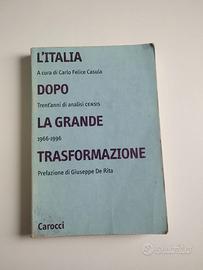 L'ITALIA
A cura di Carlo Felice Casula
DOPO
Trent'anni di analisi CENSIS
LA GRANDE
1966-1996
TRASFORMAZIONE
Prefazione di Giuseppe De Rita
Carocci
subito